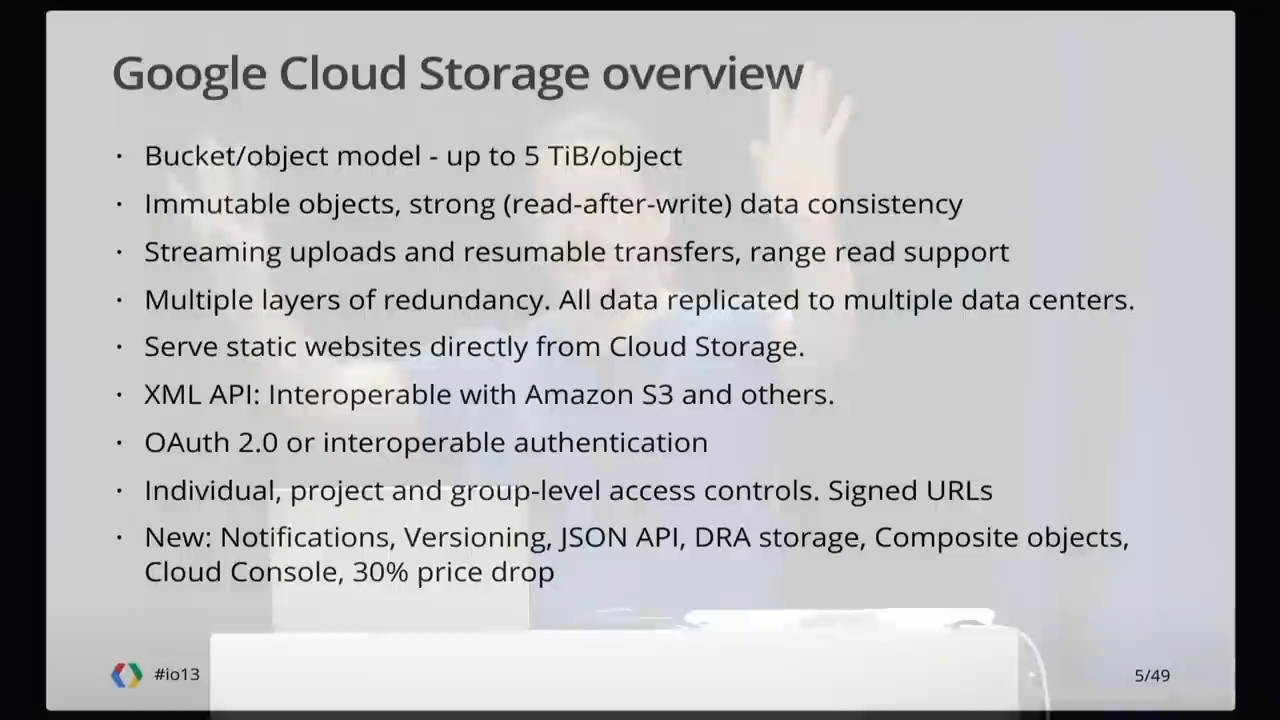 Google Cloud Storage overview
· Bucket/object model - up to 5 TiB/object
· Immutable objects, strong (read-after-write) data consistency
· Streaming uploads and resumable transfers, range read support
· Multiple layers of redundancy. All data replicated to multiple data centers.
· Serve static websites directly from Cloud Storage.
· XML API: Interoperable with Amazon S3 and others.
· OAuth 2.0 or interoperable authentication
· Individual, project and group-level access controls. Signed URLs
· New: Notifications, Versioning, JSON API, DRA storage, Composite objects,
Cloud Console, 30% price drop
#io13
5/49